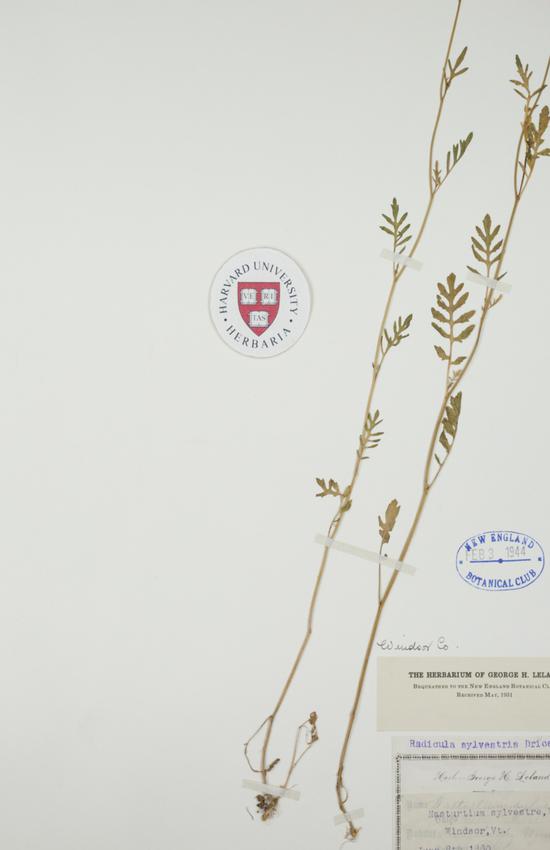 HARVARD UNIVERSITY
VE RI
TAS
HERBARIA
NEW ENGLAND
FEB 3 1944
BOTANICAL CLUB
Windsor Co.
THE HERBARIUM OF GEORGE H. LELA
BEQUEATHED TO THE NEW ENGLAND BOTANICAL CL
RECEIVED MAY, 1931
Radicula sylvestris Druce
Herb. George H. Leland
Nasturtium sylvestre,
Windsor, Vt.